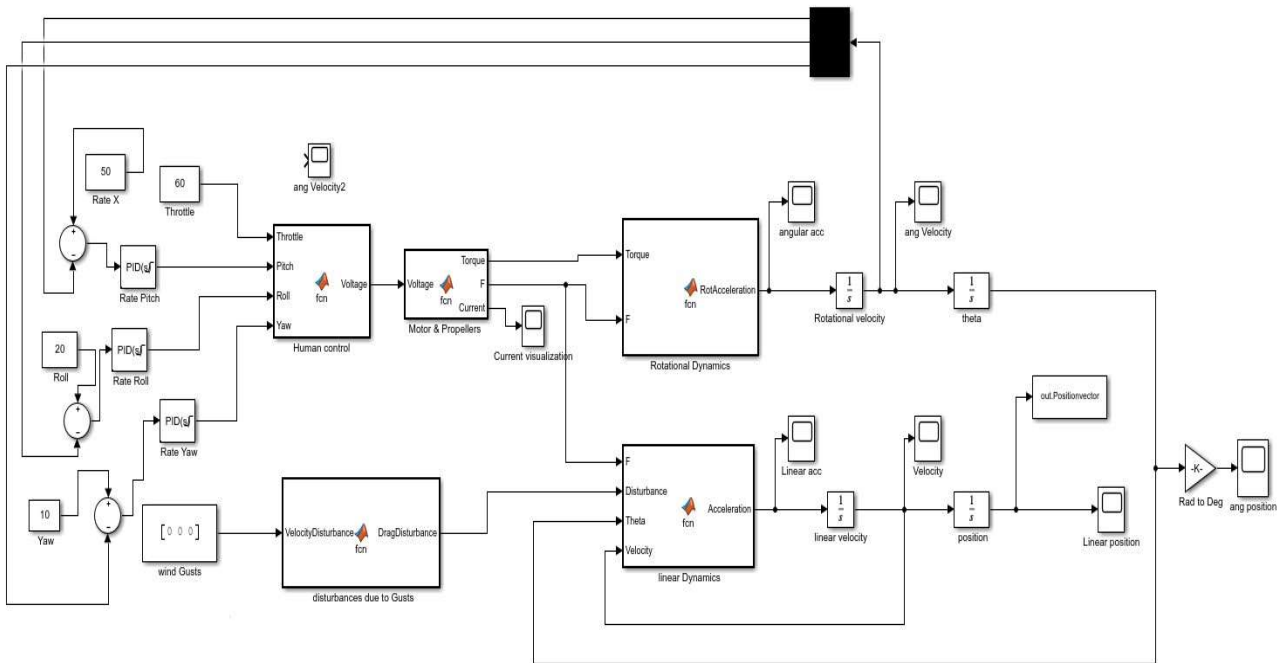 50
Rate X
60
Throttle
ang Velocity2
+
−
PID(s)
Rate Pitch
Throttle
Pitch
Roll
Yaw
Voltage
fcn
Human control
Voltage
Torque
F
Current
fcn
Motor & Propellers
Current visualization
Torque
F
RotAcceleration
fcn
Rotational Dynamics
angular acc
1
s
Rotational velocity
ang Velocity
1
s
theta
20
Roll
+
−
PID(s)
Rate Roll
PID(s)
Rate Yaw
10
Yaw
+
−
[0 0 0]
wind Gusts
VelocityDisturbance
DragDisturbance
fcn
disturbances due to Gusts
F
Disturbance
Theta
Velocity
Acceleration
fcn
linear Dynamics
Linear acc
1
s
linear velocity
Velocity
1
s
position
out.Positionvector
Linear position
-K-
Rad to Deg
ang position